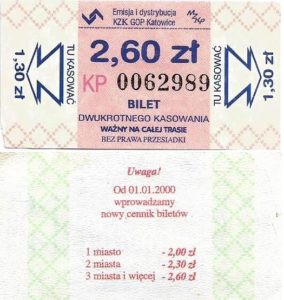 Emisja i dystrybucja
KZK GOP Katowice
2,60 zł
KP 0062989
BILET
DWUKROTNEGO KASOWANIA
WAŻNY NA CAŁEJ TRASIE
BEZ PRAWA PRZESIADKI
TU KASOWAĆ
1,30 zł
TU KASOWAĆ
1,30 zł
Uwaga!
Od 01.01.2000
wprowadzamy
nowy cennik biletów
1 miasto - 2,00 zł
2 miasta - 2,30 zł
3 miasta i więcej - 2,60 zł